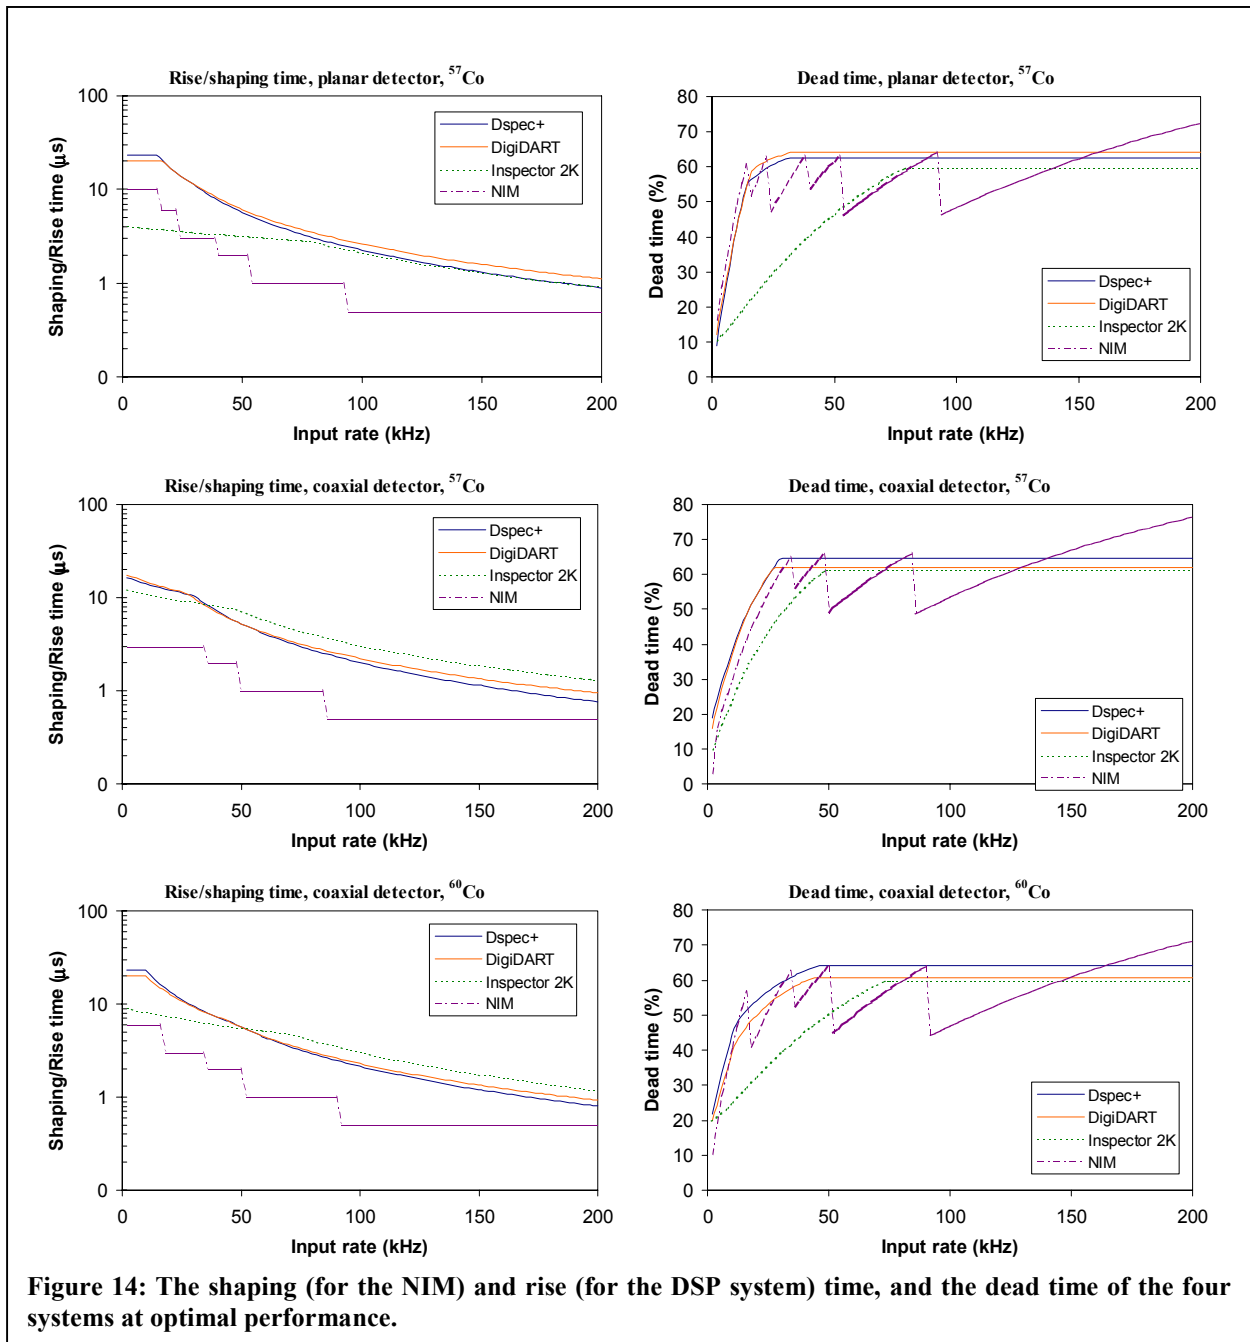 Rise/shaping time, planar detector, 57Co
Shaping/Rise time (μs)
100
10
1
0
0
50
100
150
200
Input rate (kHz)
Dspec+
DigiDART
Inspector 2K
NIM
Dead time, planar detector, 57Co
Dead time (%)
80
70
60
50
40
30
20
10
0
0
50
100
150
200
Input rate (kHz)
Dspec+
DigiDART
Inspector 2K
NIM
Rise/shaping time, coaxial detector, 57Co
Shaping/Rise time (μs)
100
10
1
0
0
50
100
150
200
Input rate (kHz)
Dspec+
DigiDART
Inspector 2K
NIM
Dead time, coaxial detector, 57Co
Dead time (%)
80
70
60
50
40
30
20
10
0
0
50
100
150
200
Input rate (kHz)
Dspec+
DigiDART
Inspector 2K
NIM
Rise/shaping time, coaxial detector, 60Co
Shaping/Rise time (μs)
100
10
1
0
0
50
100
150
200
Input rate (kHz)
Dspec+
DigiDART
Inspector 2K
NIM
Dead time, coaxial detector, 60Co
Dead time (%)
80
70
60
50
40
30
20
10
0
0
50
100
150
200
Input rate (kHz)
Dspec+
DigiDART
Inspector 2K
NIM
Figure 14: The shaping (for the NIM) and rise (for the DSP system) time, and the dead time of the four
systems at optimal performance.